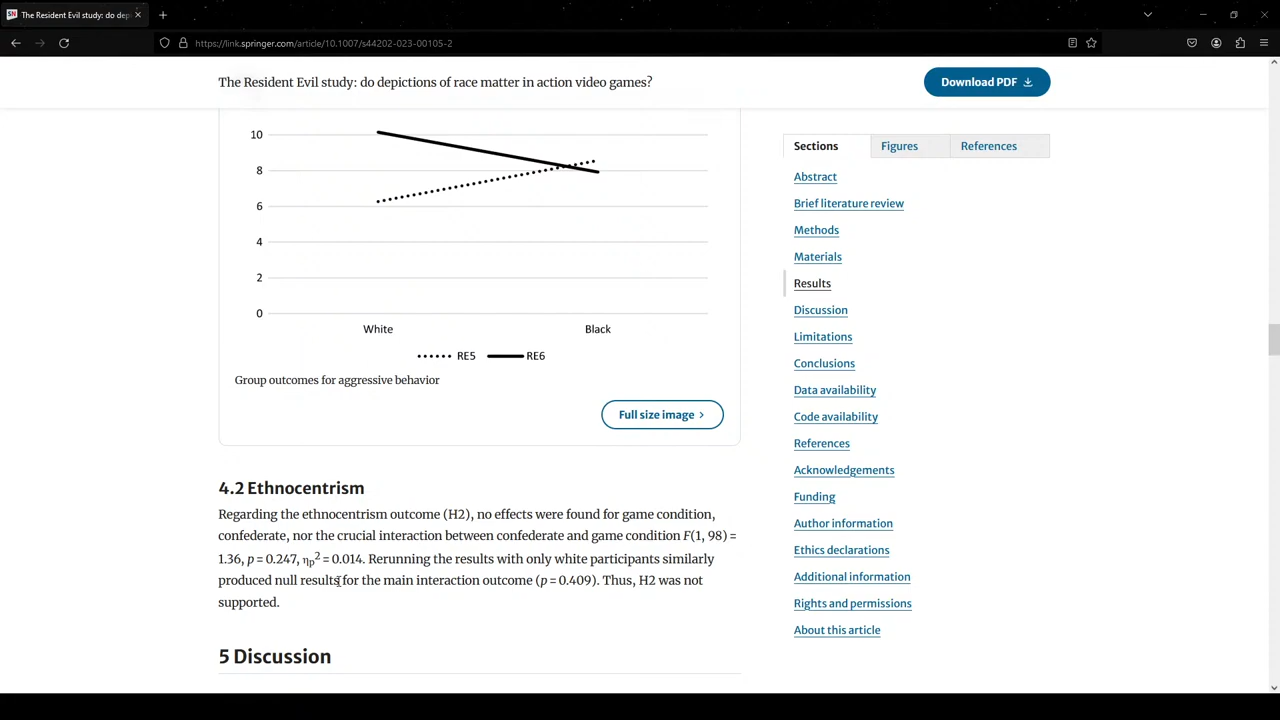 The Resident Evil study: do dep
https://link.springer.com/article/10.1007/s44202-023-00105-2
The Resident Evil study: do depictions of race matter in action video games?
Download PDF
10
8
6
4
2
0
White Black
RE5 RE6
Group outcomes for aggressive behavior
Full size image
4.2 Ethnocentrism
Regarding the ethnocentrism outcome (H2), no effects were found for game condition,
confederate, nor the crucial interaction between confederate and game condition F(1, 98) =
1.36, p = 0.247, ηp2 = 0.014. Rerunning the results with only white participants similarly
produced null results for the main interaction outcome (p = 0.409). Thus, H2 was not
supported.
5 Discussion
Sections Figures References
Abstract
Brief literature review
Methods
Materials
Results
Discussion
Limitations
Conclusions
Data availability
Code availability
References
Acknowledgements
Funding
Author information
Ethics declarations
Additional information
Rights and permissions
About this article